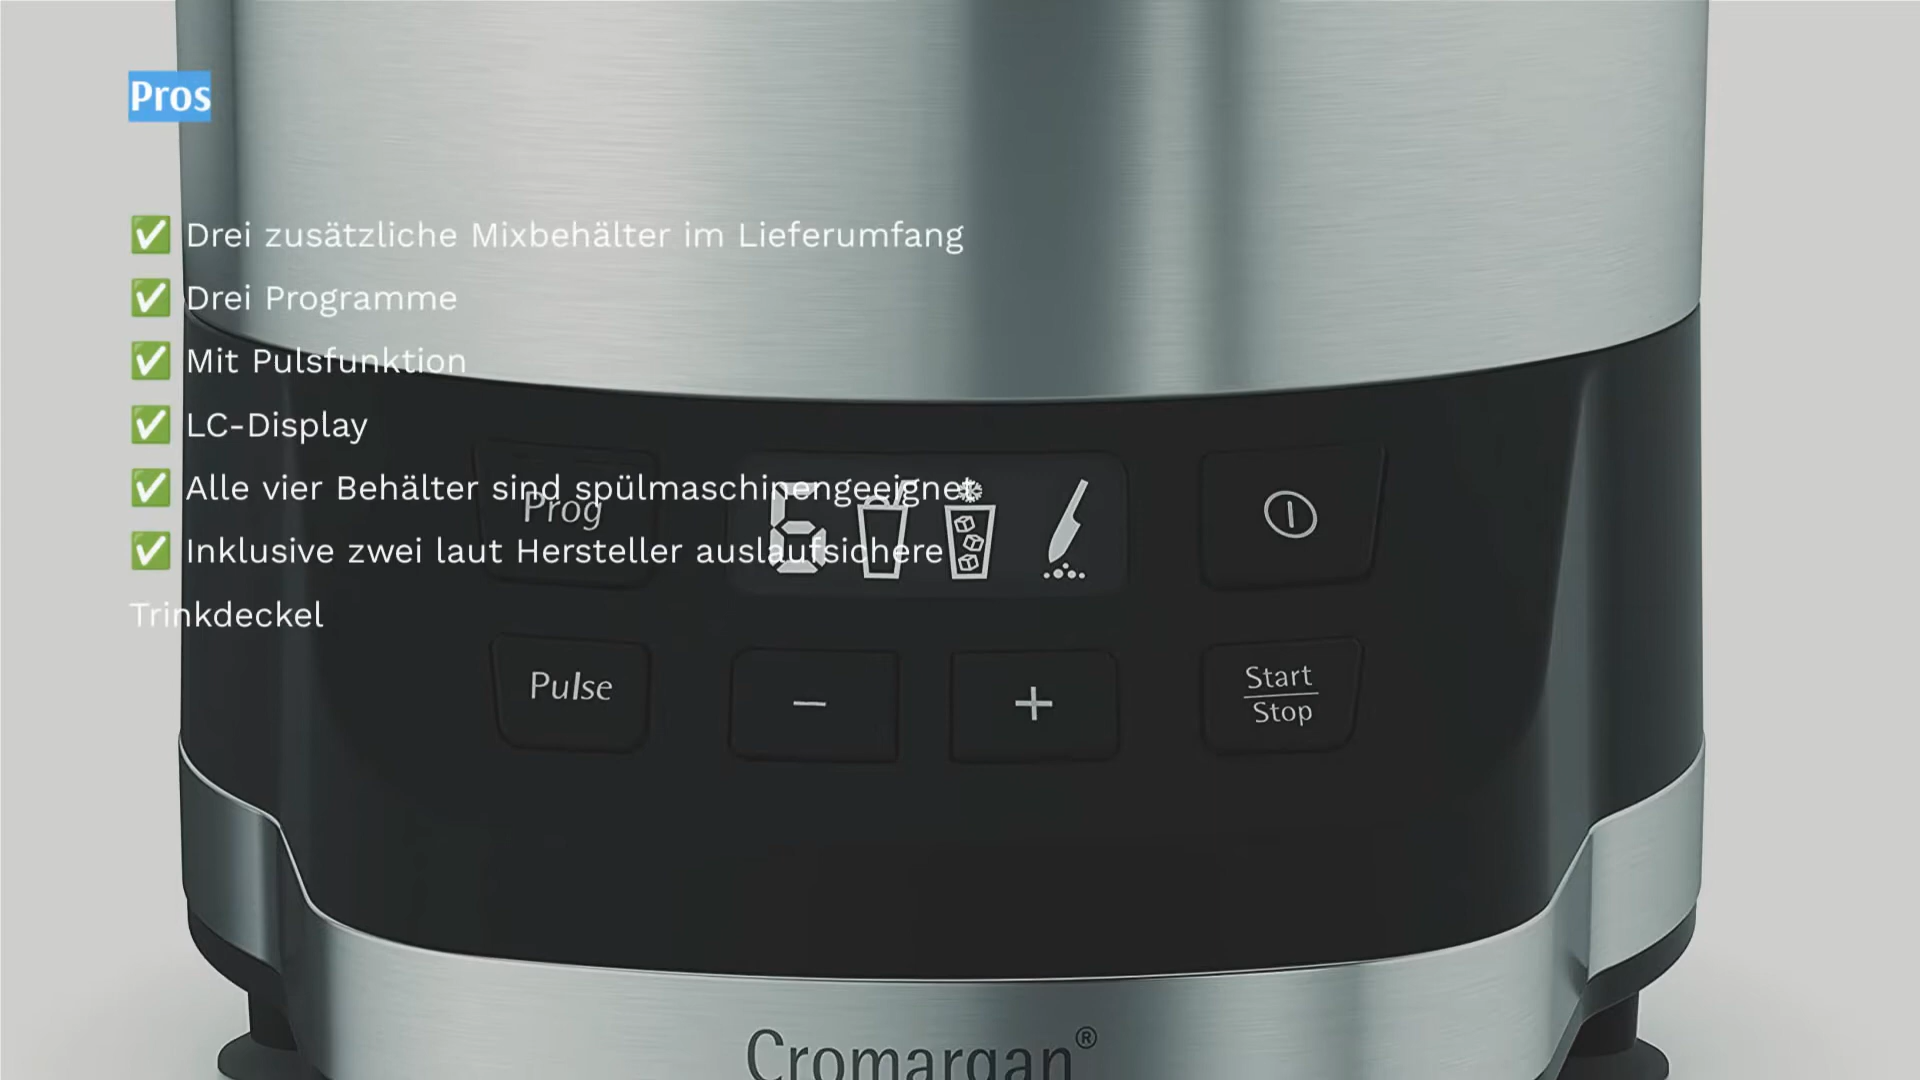 Pros
✅ Drei zusätzliche Mixbehälter im Lieferumfang
✅ Drei Programme
✅ Mit Pulsfunktion
✅ LC-Display
✅ Alle vier Behälter sind spülmaschinengeeignet
✅ Inklusive zwei laut Hersteller auslaufsichere
Trinkdeckel
Prog
6
Pulse
−
+
Start
Stop
Cromargan®